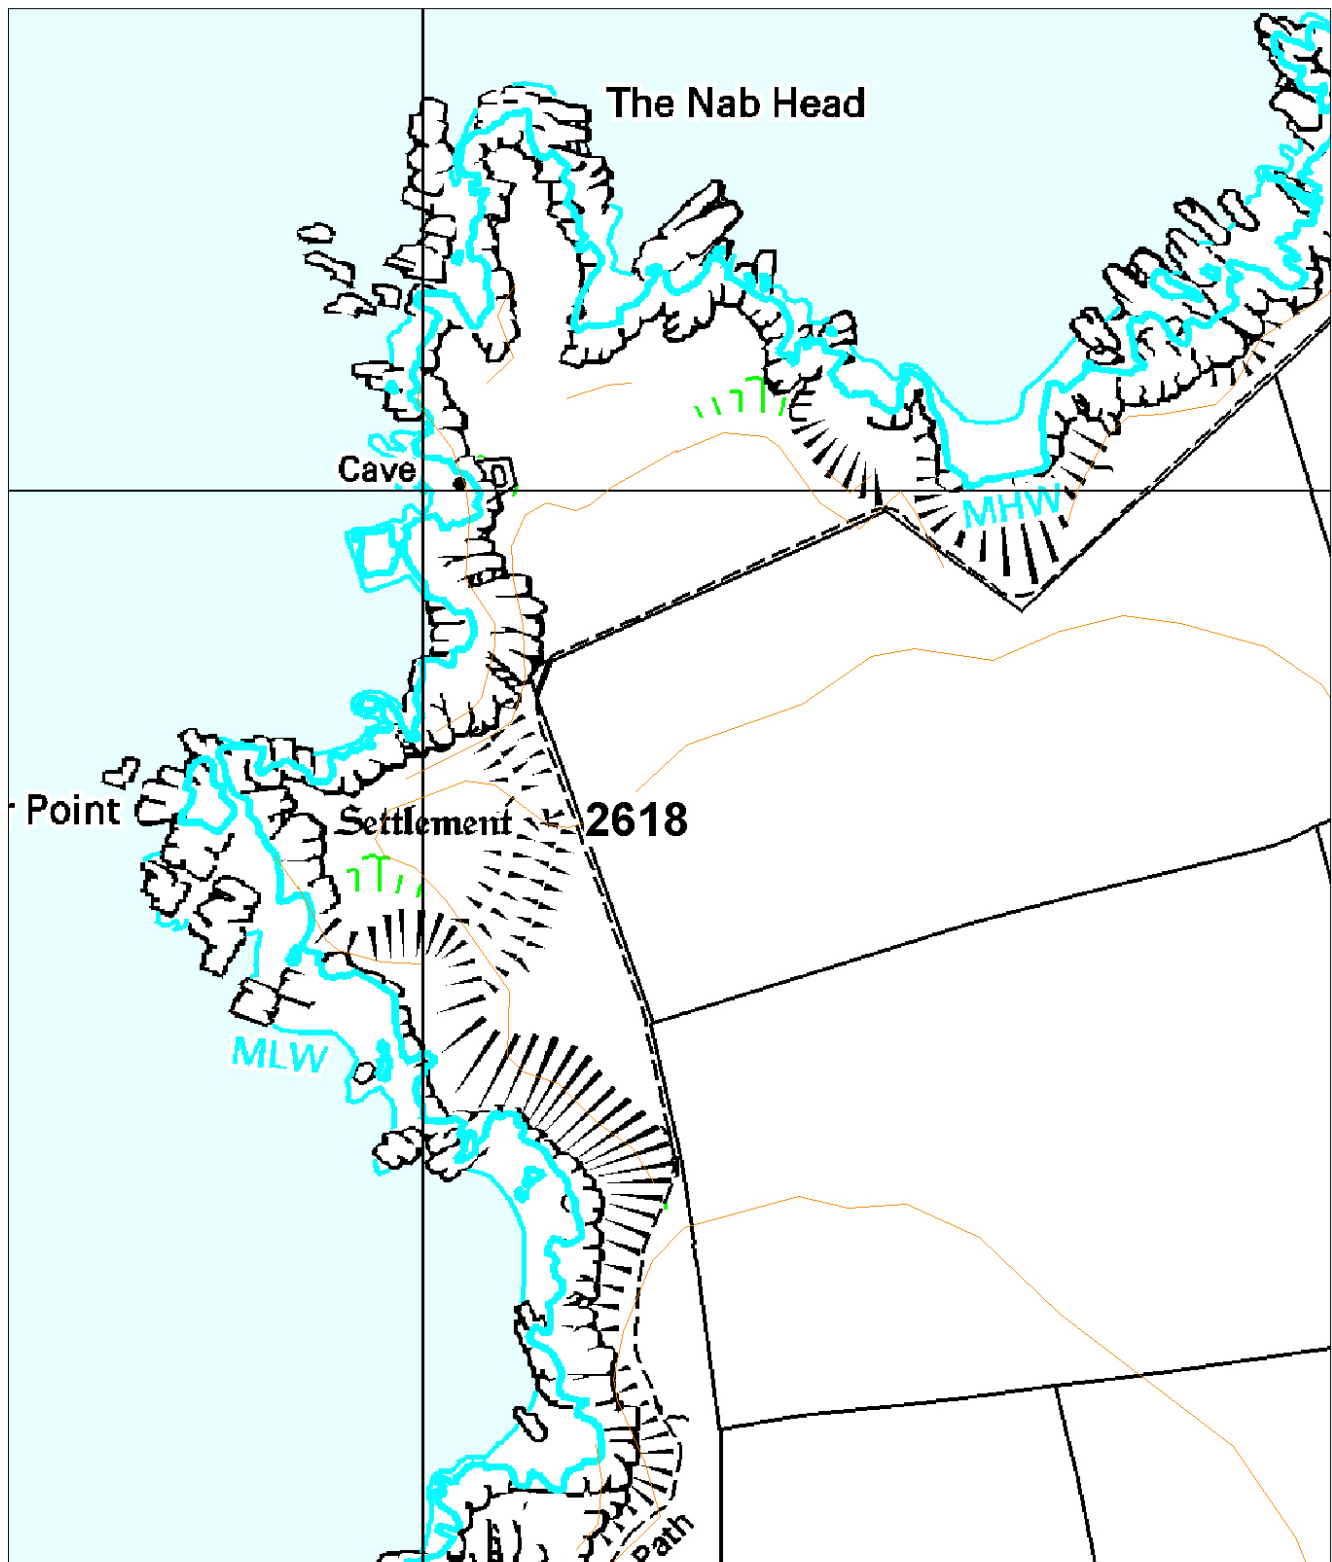 The Nab Head
Cave
MHW
r Point
Settlement
2618
MLW
Path